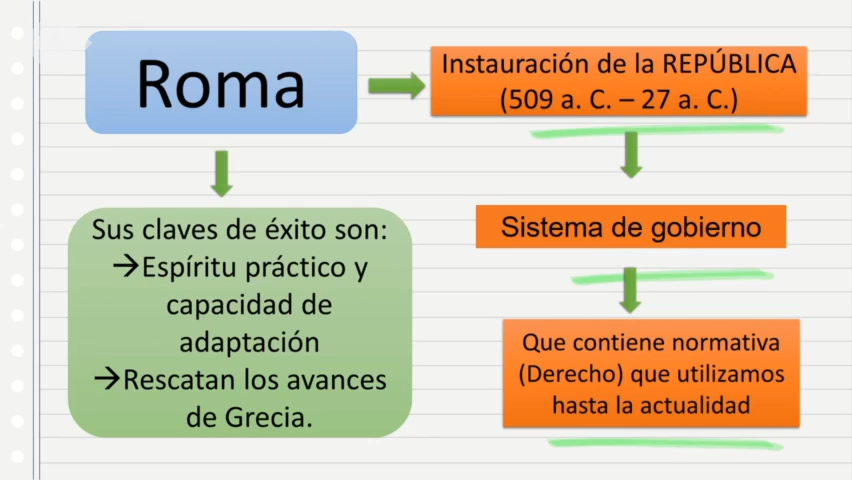 Roma
Instauración de la REPÚBLICA
(509 a. C. – 27 a. C.)
Sus claves de éxito son:
→Espíritu práctico y
capacidad de
adaptación
→Rescatan los avances
de Grecia.
Sistema de gobierno
Que contiene normativa
(Derecho) que utilizamos
hasta la actualidad